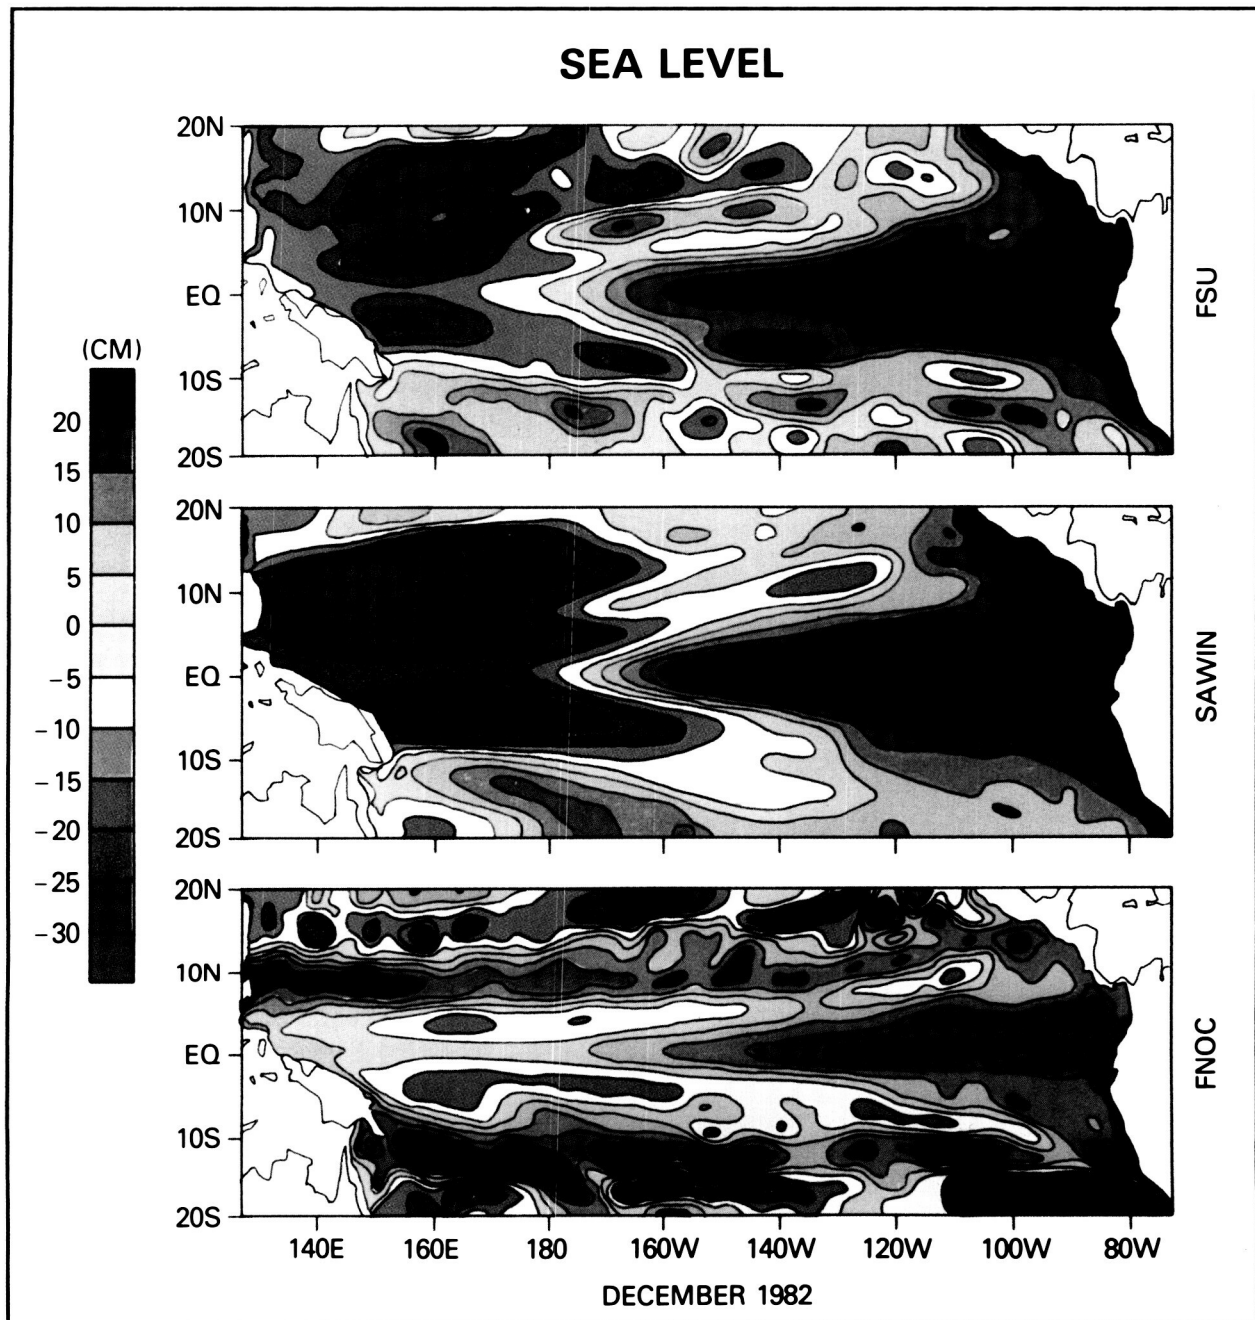 SEA LEVEL
20N
10N
EQ
10S
20S
FSU
(CM)
20
15
10
5
0
−5
−10
−15
−20
−25
−30
20N
10N
EQ
10S
20S
SAWIN
20N
10N
EQ
10S
20S
FNOC
140E 160E 180 160W 140W 120W 100W 80W
DECEMBER 1982